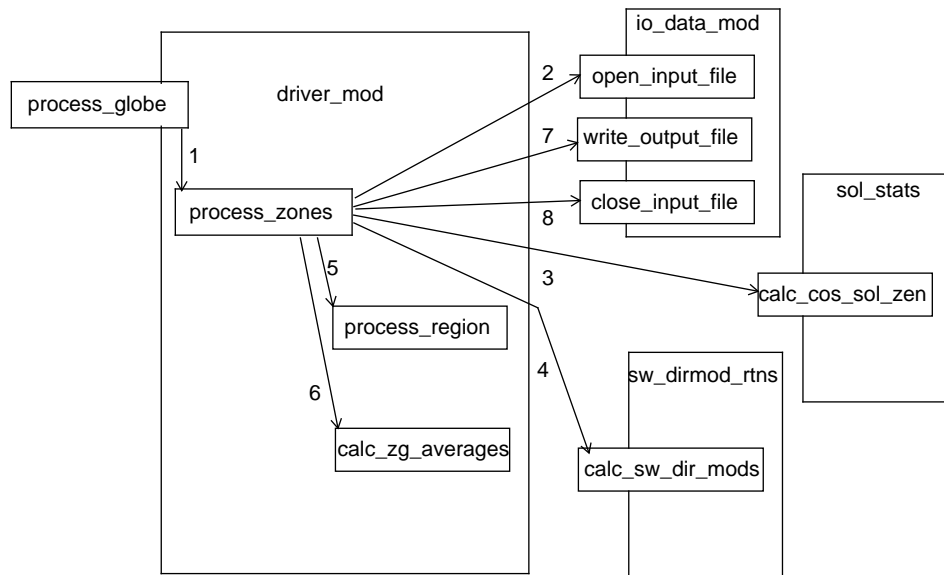 io_data_mod
2
open_input_file
driver_mod
process_globe
7
write_output_file
1
sol_stats
process_zones
close_input_file
8
5
3
calc_cos_sol_zen
process_region
4
sw_dirmod_rtns
6
calc_zg_averages
calc_sw_dir_mods